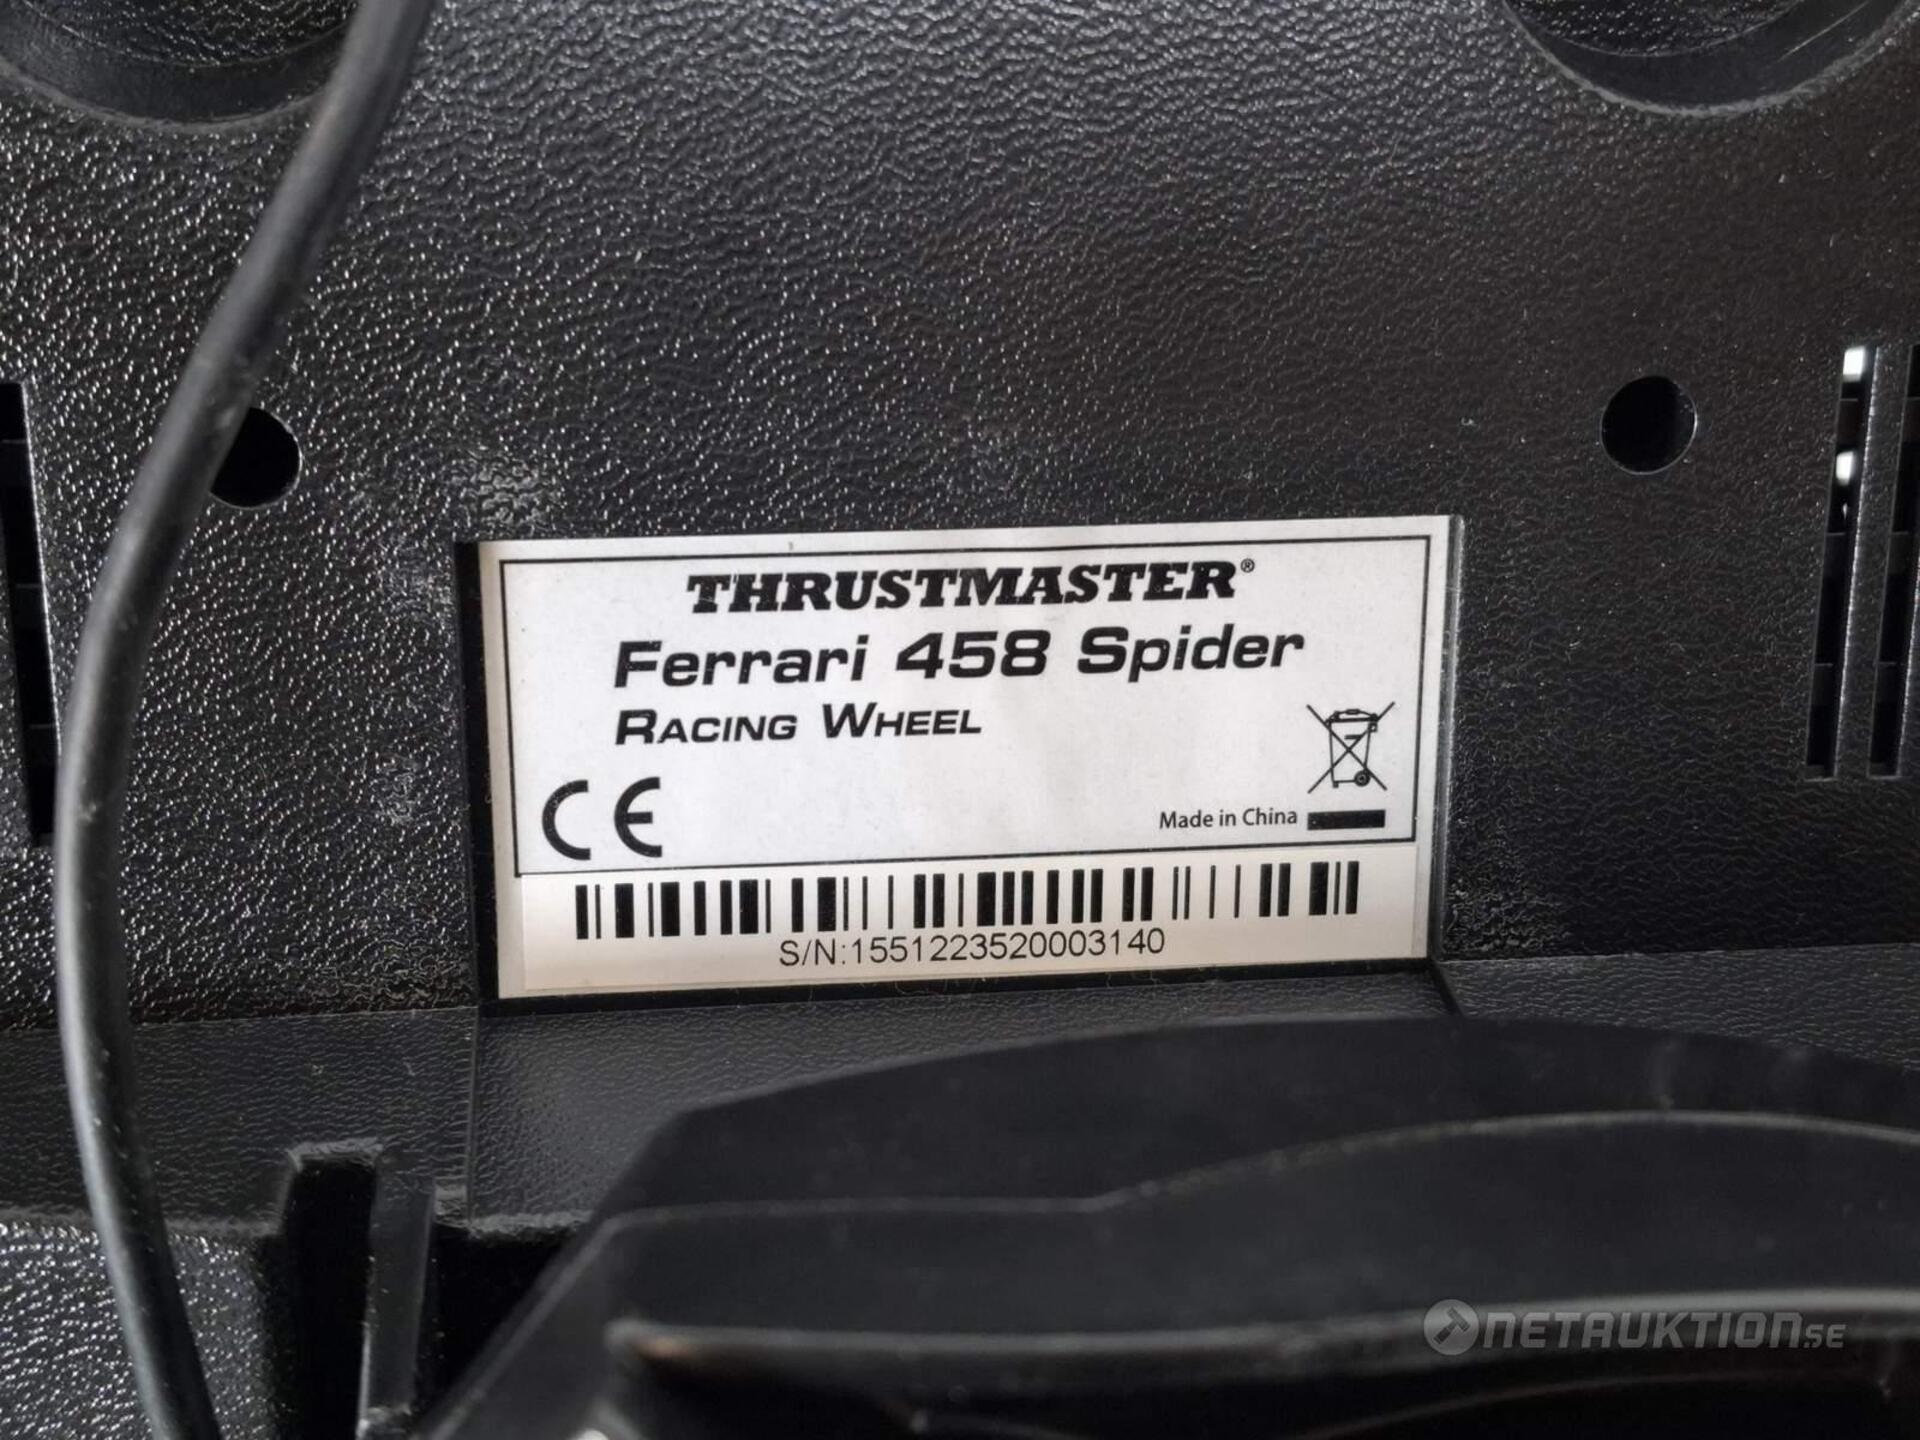 THRUSTMASTER®
Ferrari 458 Spider
RACING WHEEL
CE
Made in China
S/N:1551223520003140
NETAUKTION.SE